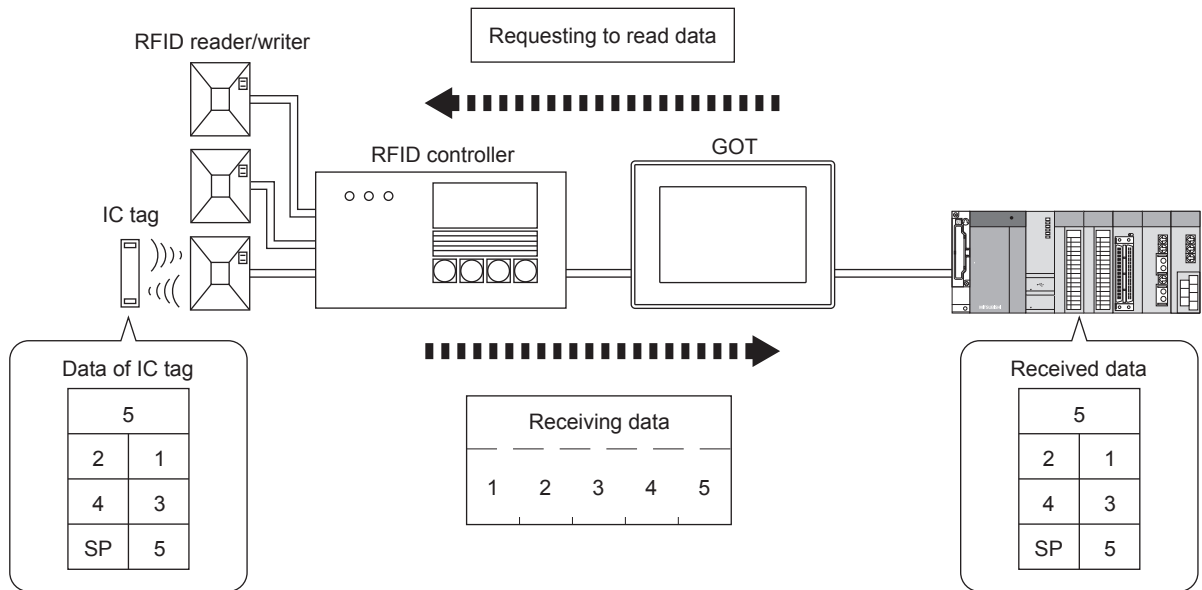 Requesting to read data
RFID reader/writer
RFID controller
GOT
IC tag
Data of IC tag
5
2 1
4 3
SP 5
Receiving data
1 2 3 4 5
Received data
5
2 1
4 3
SP 5